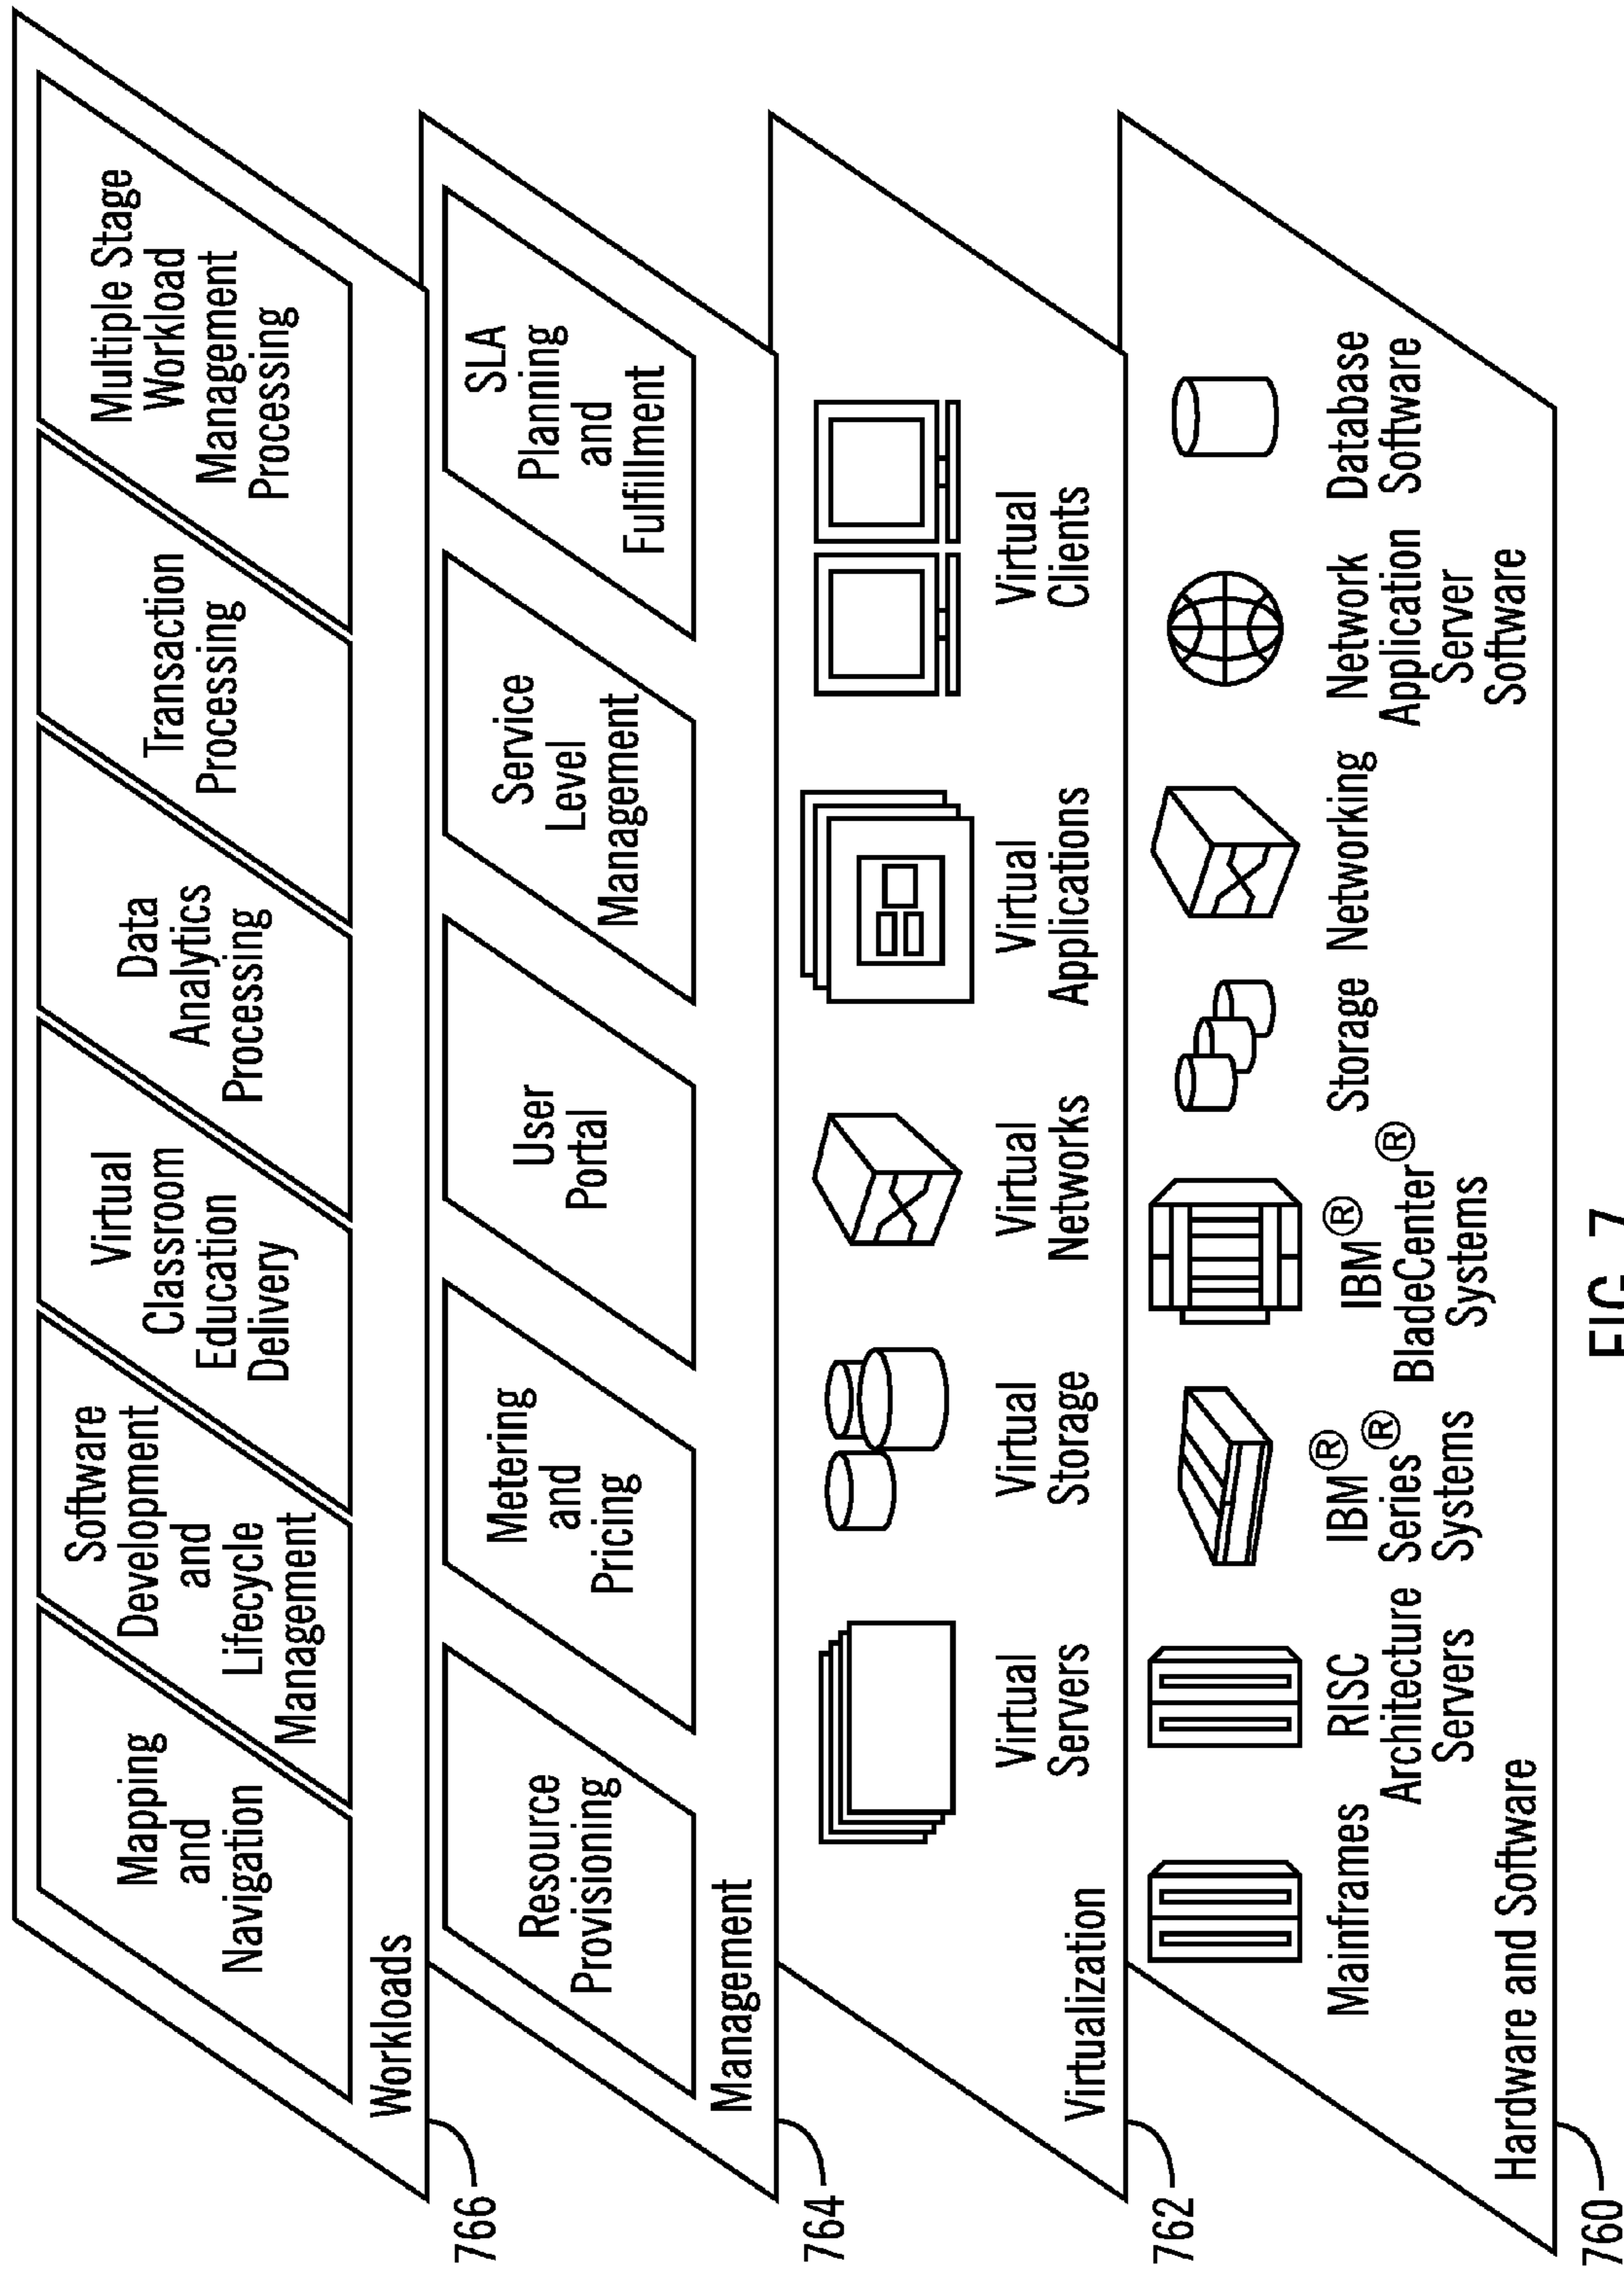 Mapping
and
Navigation
Software
Development
and
Lifecycle
Management
Virtual
Classroom
Education
Delivery
Data
Analytics
Processing
Transaction
Processing
Multiple Stage
Workload
Management
Processing
Workloads
766
Resource
Provisioning
Metering
and
Pricing
User
Portal
Service
Level
Management
SLA
Planning
and
Fulfillment
Management
764
Virtual
Servers
Virtual
Storage
Virtual
Networks
Virtual
Applications
Virtual
Clients
Virtualization
762
Mainframes
RISC
Architecture
Servers
IBM®
Series®
Systems
IBM®
BladeCenter®
Systems
Storage
Networking
Network
Application
Server
Software
Database
Software
Hardware and Software
760
FIG. 7